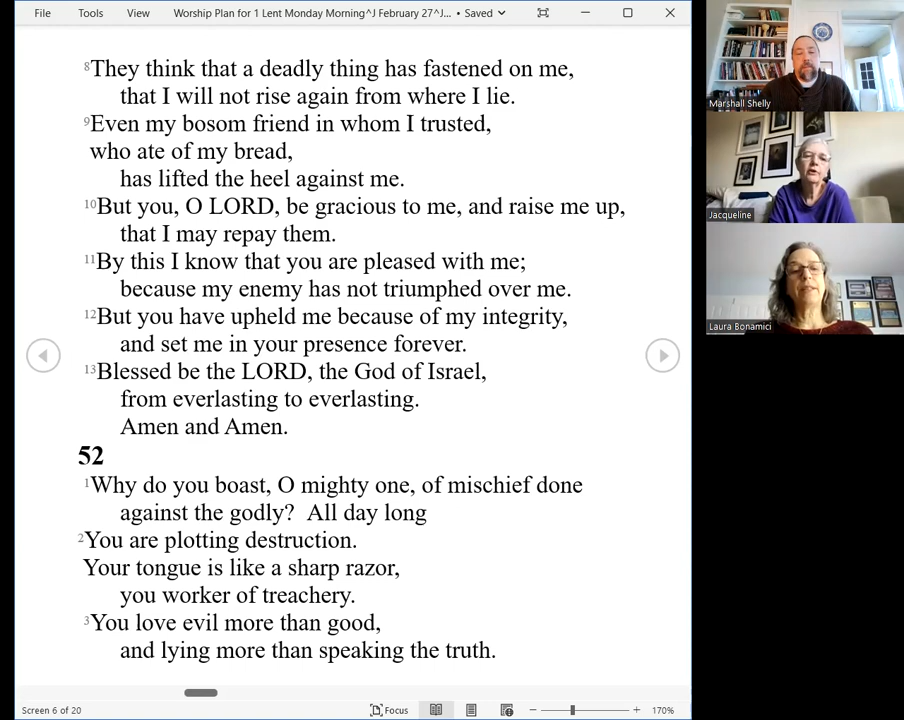 File Tools View Worship Plan for 1 Lent Monday Morning^J February 27^J... • Saved
8They think that a deadly thing has fastened on me,
that I will not rise again from where I lie.
9Even my bosom friend in whom I trusted,
who ate of my bread,
has lifted the heel against me.
10But you, O LORD, be gracious to me, and raise me up,
that I may repay them.
11By this I know that you are pleased with me;
because my enemy has not triumphed over me.
12But you have upheld me because of my integrity,
and set me in your presence forever.
13Blessed be the LORD, the God of Israel,
from everlasting to everlasting.
Amen and Amen.
52
1Why do you boast, O mighty one, of mischief done
against the godly? All day long
2You are plotting destruction.
Your tongue is like a sharp razor,
you worker of treachery.
3You love evil more than good,
and lying more than speaking the truth.
Screen 6 of 20 Focus 170%
Marshall Shelly
Jacqueline
Laura Bonamici